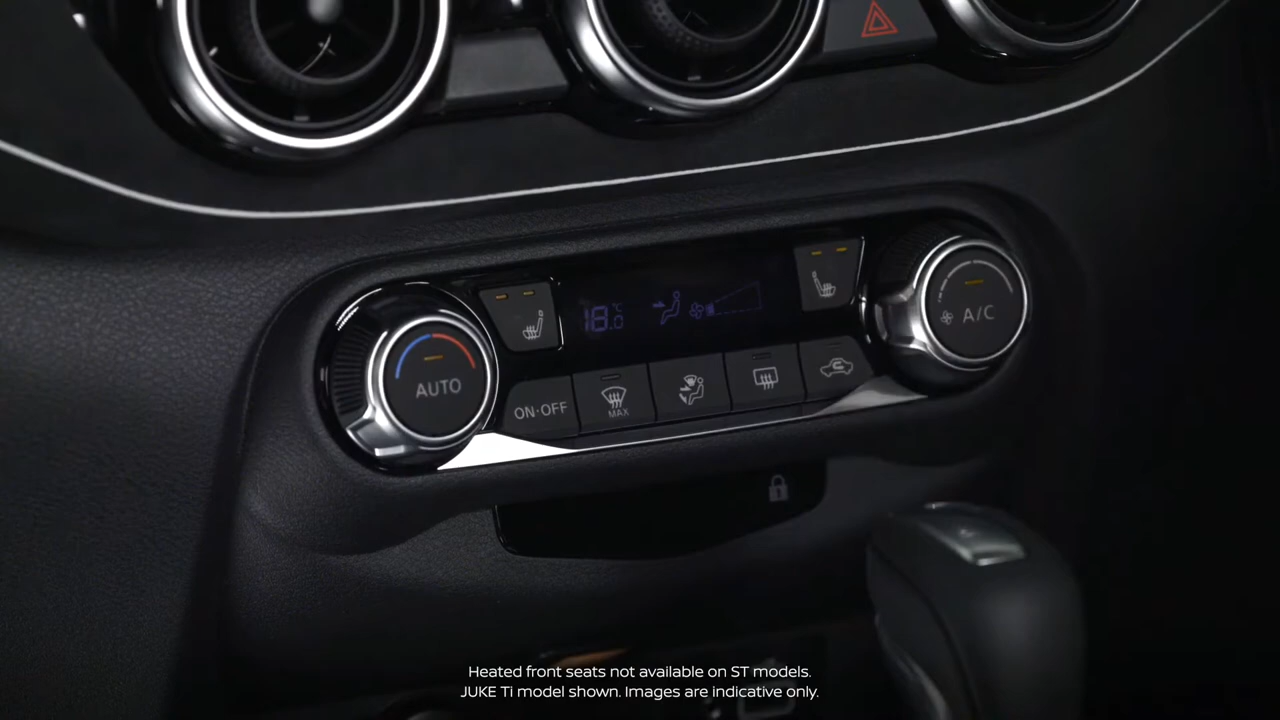 18.0 °C
A/C
AUTO
ON·OFF
MAX
Heated front seats not available on ST models.
JUKE Ti model shown. Images are indicative only.